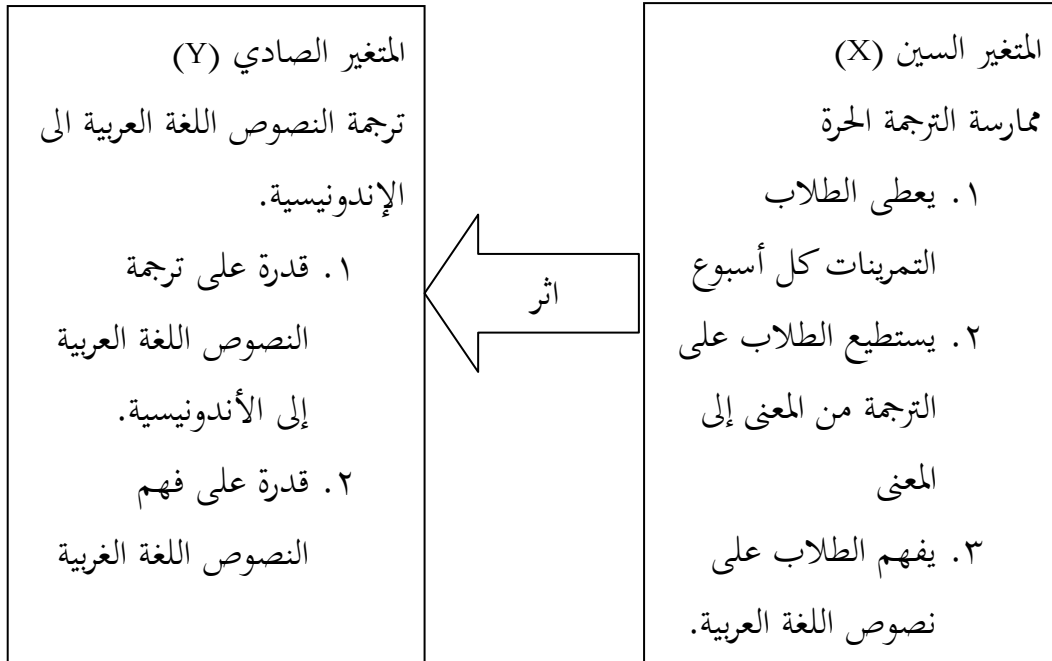 المتغير السين (X)
ممارسة الترجمة الحرة
١. يعطى الطلاب
التمرينات كل أسبوع
٢. يستطيع الطلاب على
الترجمة من المعنى إلى
المعنى
٣. يفهم الطلاب على
نصوص اللغة العربية.
اثر
المتغير الصادي (Y)
ترجمة النصوص اللغة العربية الى
الإندونيسية.
١. قدرة على ترجمة
النصوص اللغة العربية
إلى الأندونيسية.
٢. قدرة على فهم
النصوص اللغة الغربية